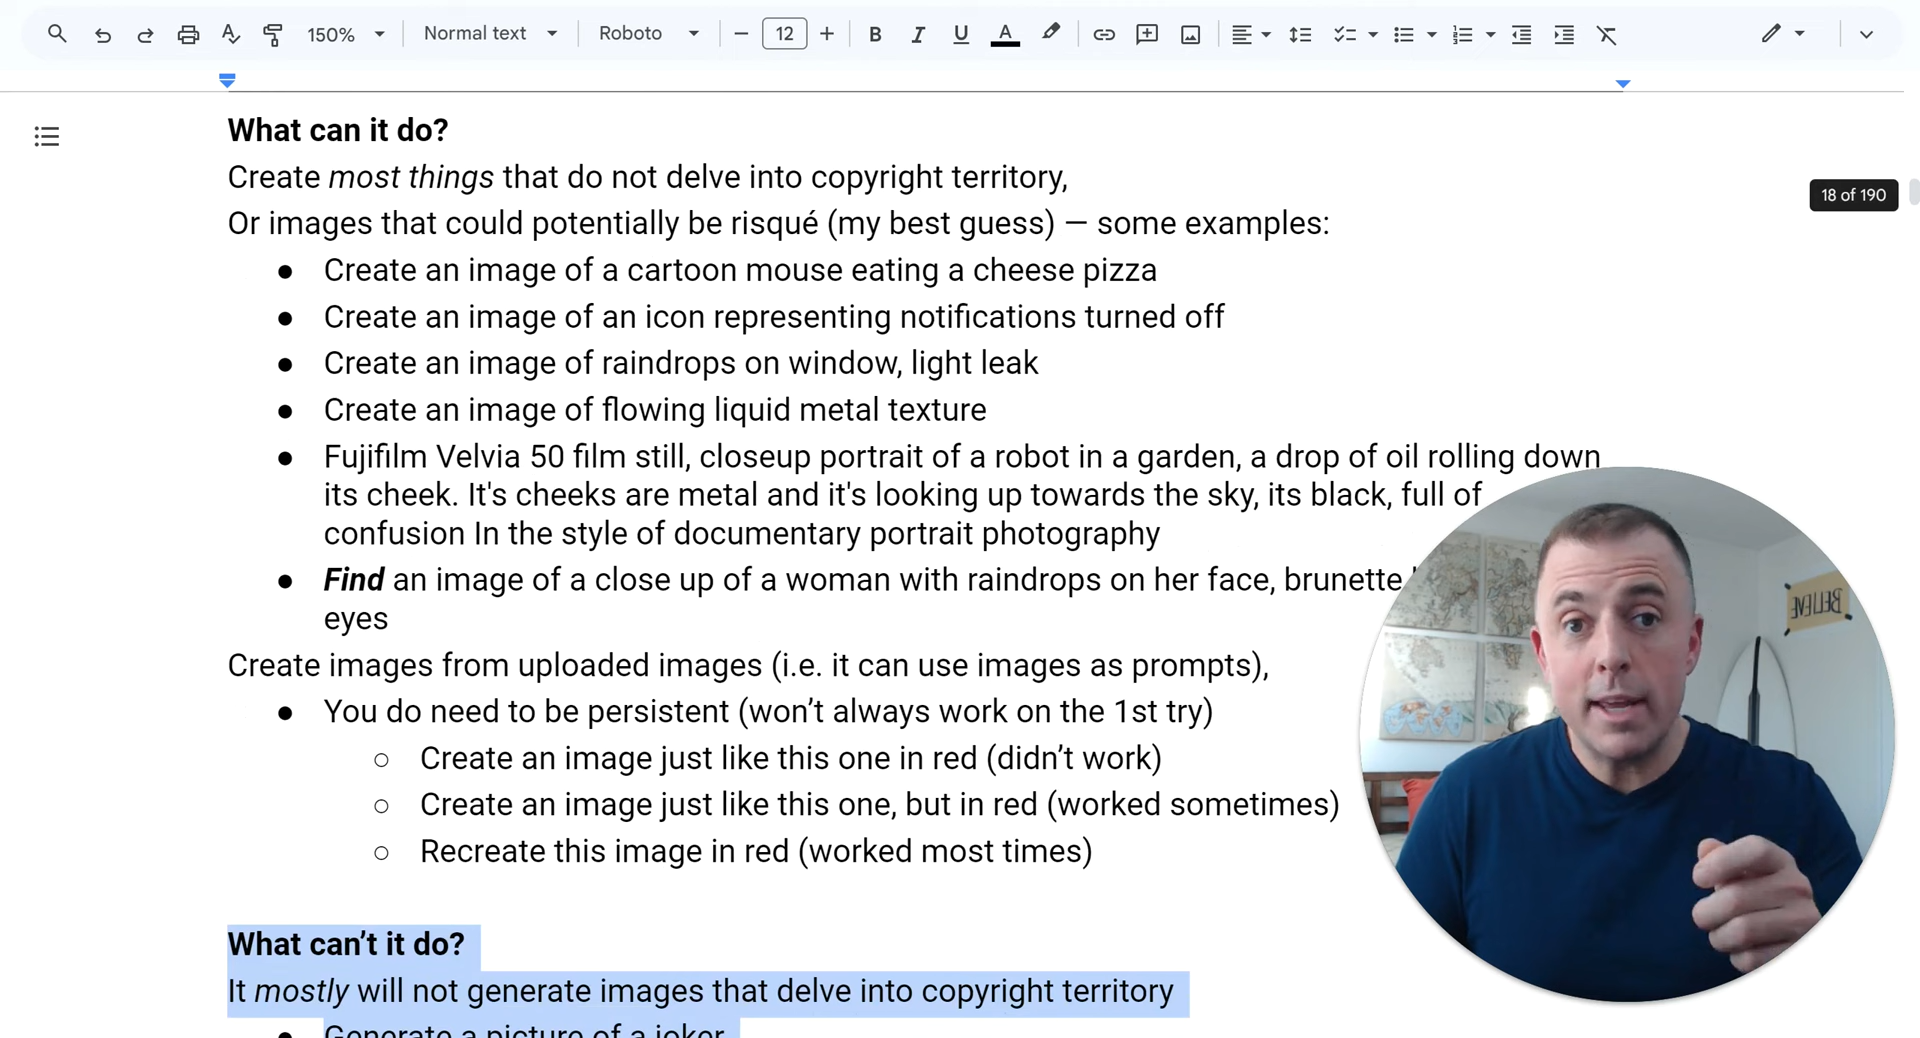 150%
Normal text
Roboto
12
B I U A
What can it do?
Create most things that do not delve into copyright territory,
18 of 190
Or images that could potentially be risqué (my best guess) — some examples:
● Create an image of a cartoon mouse eating a cheese pizza
● Create an image of an icon representing notifications turned off
● Create an image of raindrops on window, light leak
● Create an image of flowing liquid metal texture
● Fujifilm Velvia 50 film still, closeup portrait of a robot in a garden, a drop of oil rolling down
its cheek. It's cheeks are metal and it's looking up towards the sky, its black, full of
confusion In the style of documentary portrait photography
● Find an image of a close up of a woman with raindrops on her face, brunette
eyes
BELIEVE
Create images from uploaded images (i.e. it can use images as prompts),
● You do need to be persistent (won’t always work on the 1st try)
○ Create an image just like this one in red (didn’t work)
○ Create an image just like this one, but in red (worked sometimes)
○ Recreate this image in red (worked most times)
What can’t it do?
It mostly will not generate images that delve into copyright territory
● Generate a picture of a joker